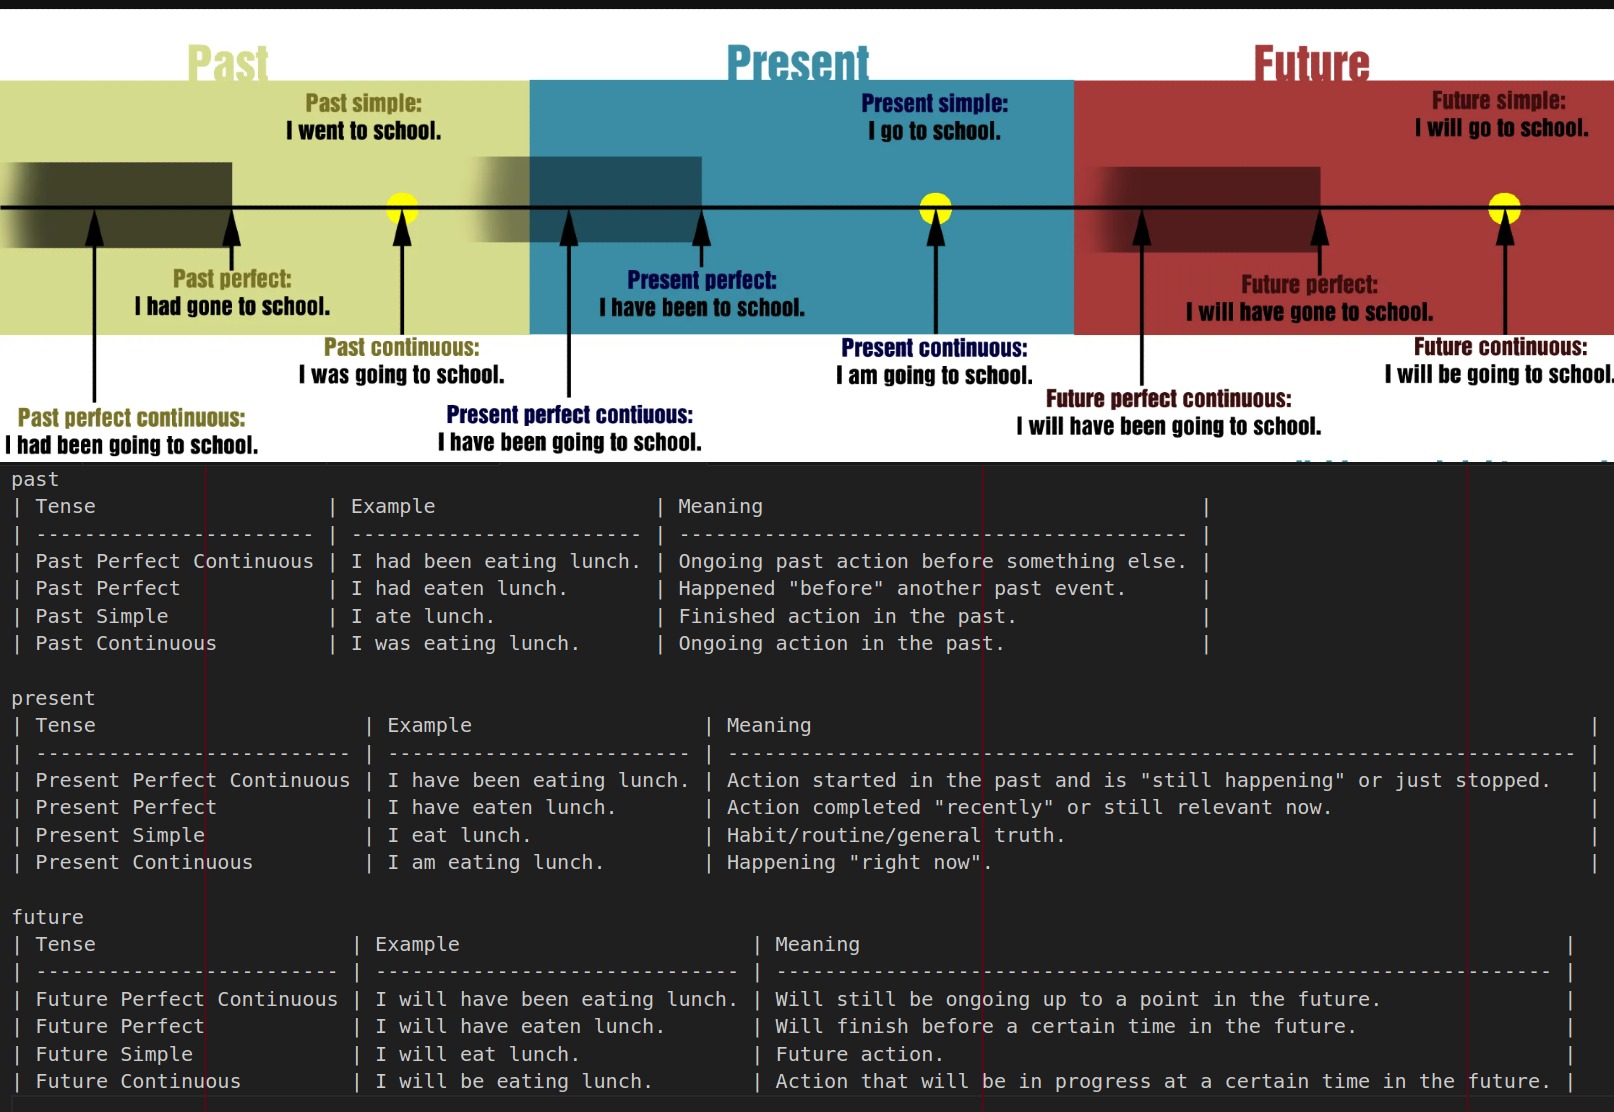 Past Present Future
Past simple: Present simple: Future simple:
I went to school. I go to school. I will go to school.
Past perfect: Present perfect: Future perfect:
I had gone to school. I have been to school. I will have gone to school.
Past continuous: Present continuous: Future continuous:
I was going to school. I am going to school. I will be going to school.
Past perfect continuous: Present perfect contiuous: Future perfect continuous:
I had been going to school. I have been going to school. I will have been going to school.
past
| Tense | Example | Meaning |
| ----------------------- | ------------------------ | ------------------------------------------ |
| Past Perfect Continuous | I had been eating lunch. | Ongoing past action before something else. |
| Past Perfect | I had eaten lunch. | Happened "before" another past event. |
| Past Simple | I ate lunch. | Finished action in the past. |
| Past Continuous | I was eating lunch. | Ongoing action in the past. |
present
| Tense | Example | Meaning |
| -------------------------- | ------------------------- | ---------------------------------------------------------------------- |
| Present Perfect Continuous | I have been eating lunch. | Action started in the past and is "still happening" or just stopped. |
| Present Perfect | I have eaten lunch. | Action completed "recently" or still relevant now. |
| Present Simple | I eat lunch. | Habit/routine/general truth. |
| Present Continuous | I am eating lunch. | Happening "right now". |
future
| Tense | Example | Meaning |
| ------------------------- | ------------------------------ | ---------------------------------------------------------------- |
| Future Perfect Continuous | I will have been eating lunch. | Will still be ongoing up to a point in the future. |
| Future Perfect | I will have eaten lunch. | Will finish before a certain time in the future. |
| Future Simple | I will eat lunch. | Future action. |
| Future Continuous | I will be eating lunch. | Action that will be in progress at a certain time in the future. |